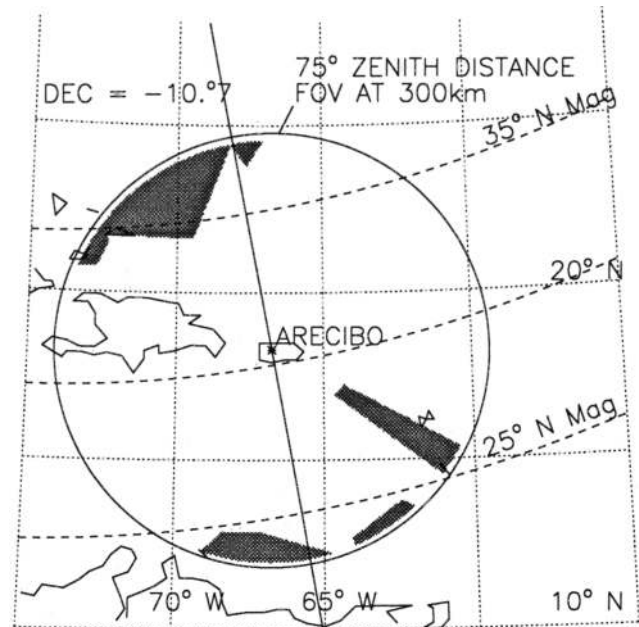 75° ZENITH DISTANCE
DEC = -10.°7 FOV AT 300km
35° N Mag
20° N
ARECIBO
25° N Mag
70° W 65° W 10° N